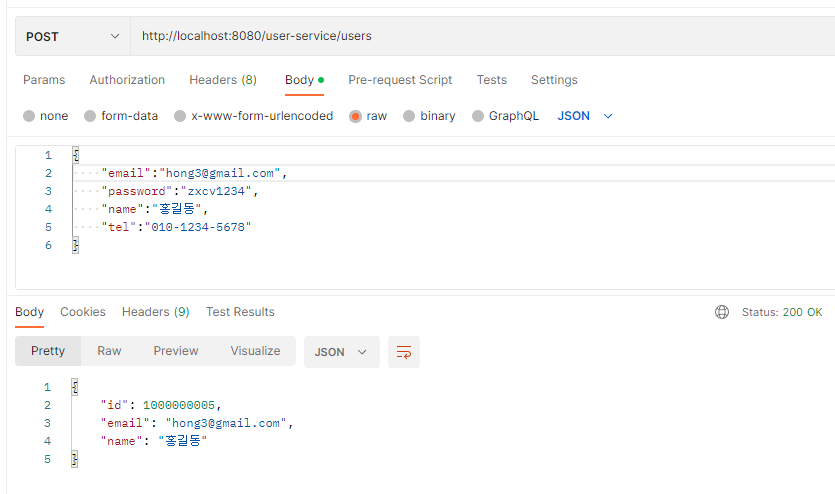 POST http://localhost:8080/user-service/users
Params Authorization Headers (8) Body Pre-request Script Tests Settings
none form-data x-www-form-urlencoded raw binary GraphQL JSON
1 {
2 "email":"hong3@gmail.com",
3 "password":"zxcv1234",
4 "name":"홍길동",
5 "tel":"010-1234-5678"
6 }
Body Cookies Headers (9) Test Results Status: 200 OK
Pretty Raw Preview Visualize JSON
1 {
2 "id": 1000000005,
3 "email": "hong3@gmail.com",
4 "name": "홍길동"
5 }